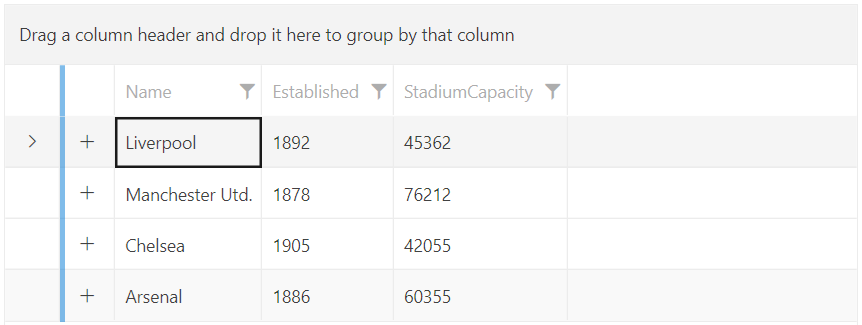 Drag a column header and drop it here to group by that column
Name Established StadiumCapacity
Liverpool 1892 45362
Manchester Utd. 1878 76212
Chelsea 1905 42055
Arsenal 1886 60355